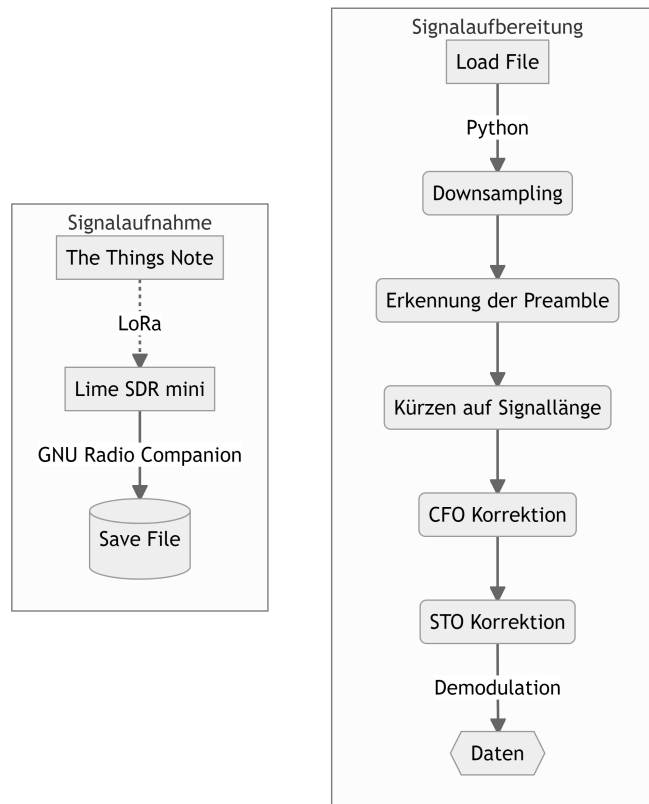 Signalaufnahme
The Things Note
LoRa
Lime SDR mini
GNU Radio Companion
Save File
Signalaufbereitung
Load File
Python
Downsampling
Erkennung der Preamble
Kürzen auf Signallänge
CFO Korrektion
STO Korrektion
Demodulation
Daten